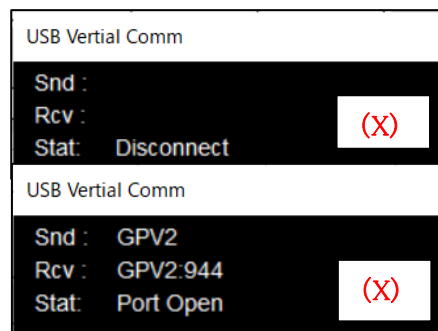 USB Vertial Comm
Snd :
Rcv :
(X)
Stat: Disconnect
USB Vertial Comm
Snd : GPV2
Rcv : GPV2:944
(X)
Stat: Port Open